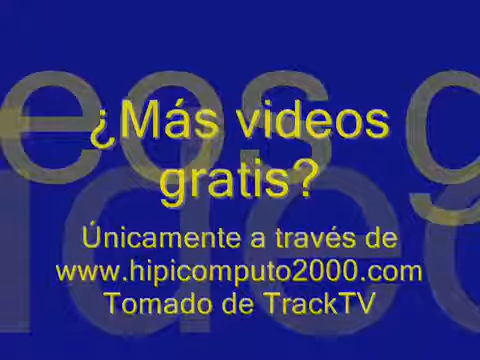 ¿Más videos
gratis?
Únicamente a través de
www.hipicomputo2000.com
Tomado de TrackTV